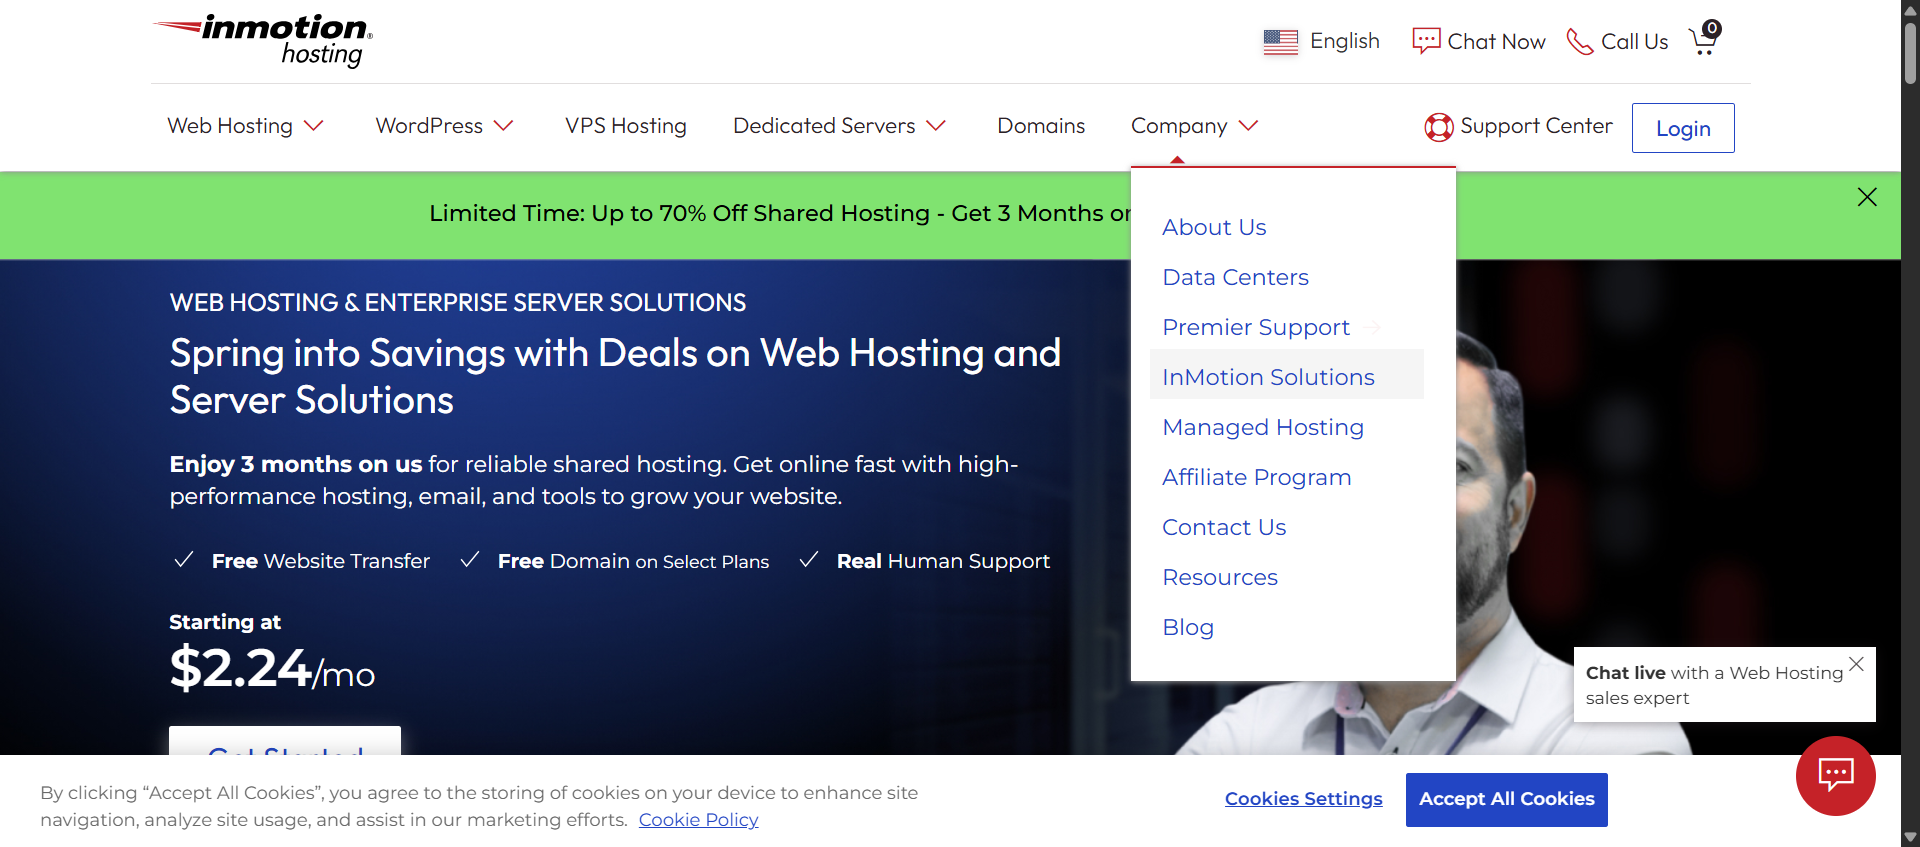 inmotion
hosting
English
Chat Now
Call Us
0
Web Hosting
WordPress
VPS Hosting
Dedicated Servers
Domains
Company
Support Center
Login
Limited Time: Up to 70% Off Shared Hosting - Get 3 Months
About Us
Data Centers
Premier Support
InMotion Solutions
Managed Hosting
Affiliate Program
Contact Us
Resources
Blog
WEB HOSTING & ENTERPRISE SERVER SOLUTIONS
Spring into Savings with Deals on Web Hosting and
Server Solutions
Enjoy 3 months on us for reliable shared hosting. Get online fast with high-
performance hosting, email, and tools to grow your website.
Free Website Transfer
Free Domain on Select Plans
Real Human Support
Starting at
$2.24/mo
Get Started
Chat live with a Web Hosting
sales expert
By clicking “Accept All Cookies”, you agree to the storing of cookies on your device to enhance site
navigation, analyze site usage, and assist in our marketing efforts. Cookie Policy
Cookies Settings
Accept All Cookies